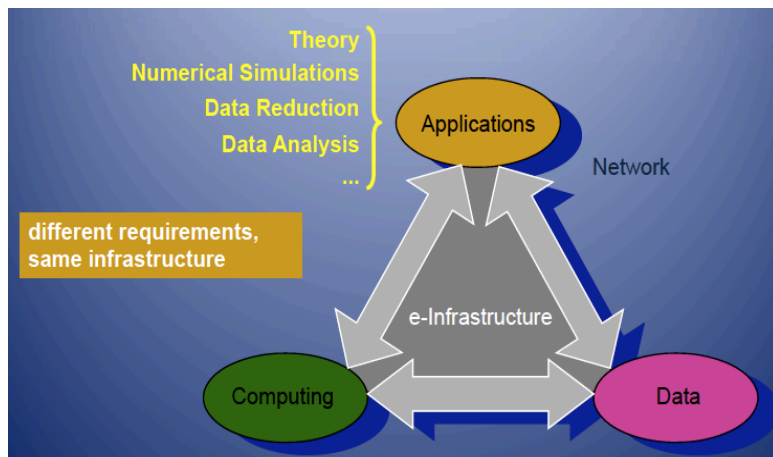 Theory
Numerical Simulations
Data Reduction
Data Analysis
...
Applications
Network
different requirements,
same infrastructure
e-Infrastructure
Computing
Data